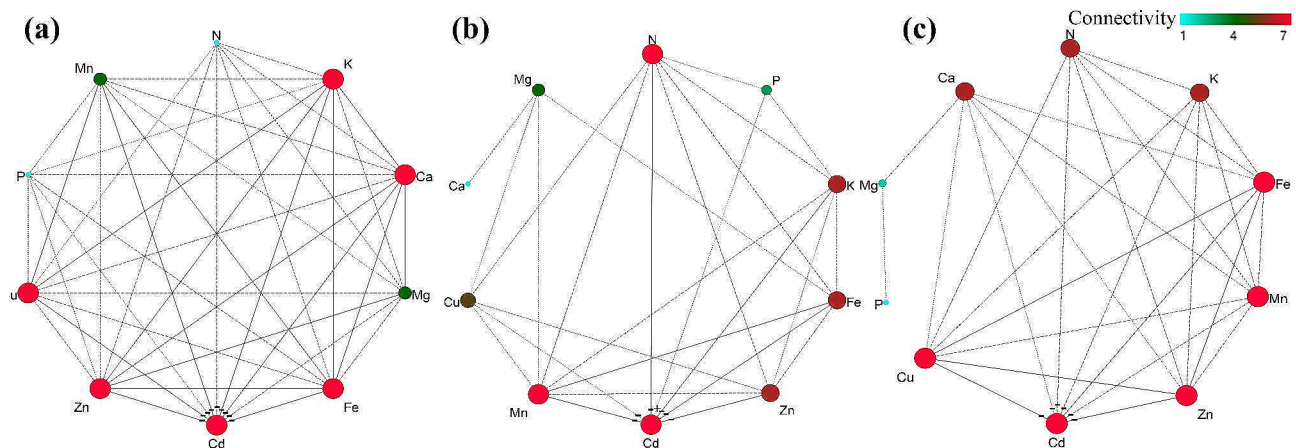 (a)
(b)
Connectivity
1 4 7
(c)
N
Mn
K
P
Ca
u
Mg
Zn
Fe
Cd
N
Mg
P
Ca
K
Cu
Fe
Mn
Zn
Cd
N
Ca
K
Mg
Fe
P
Mn
Cu
Zn
Cd